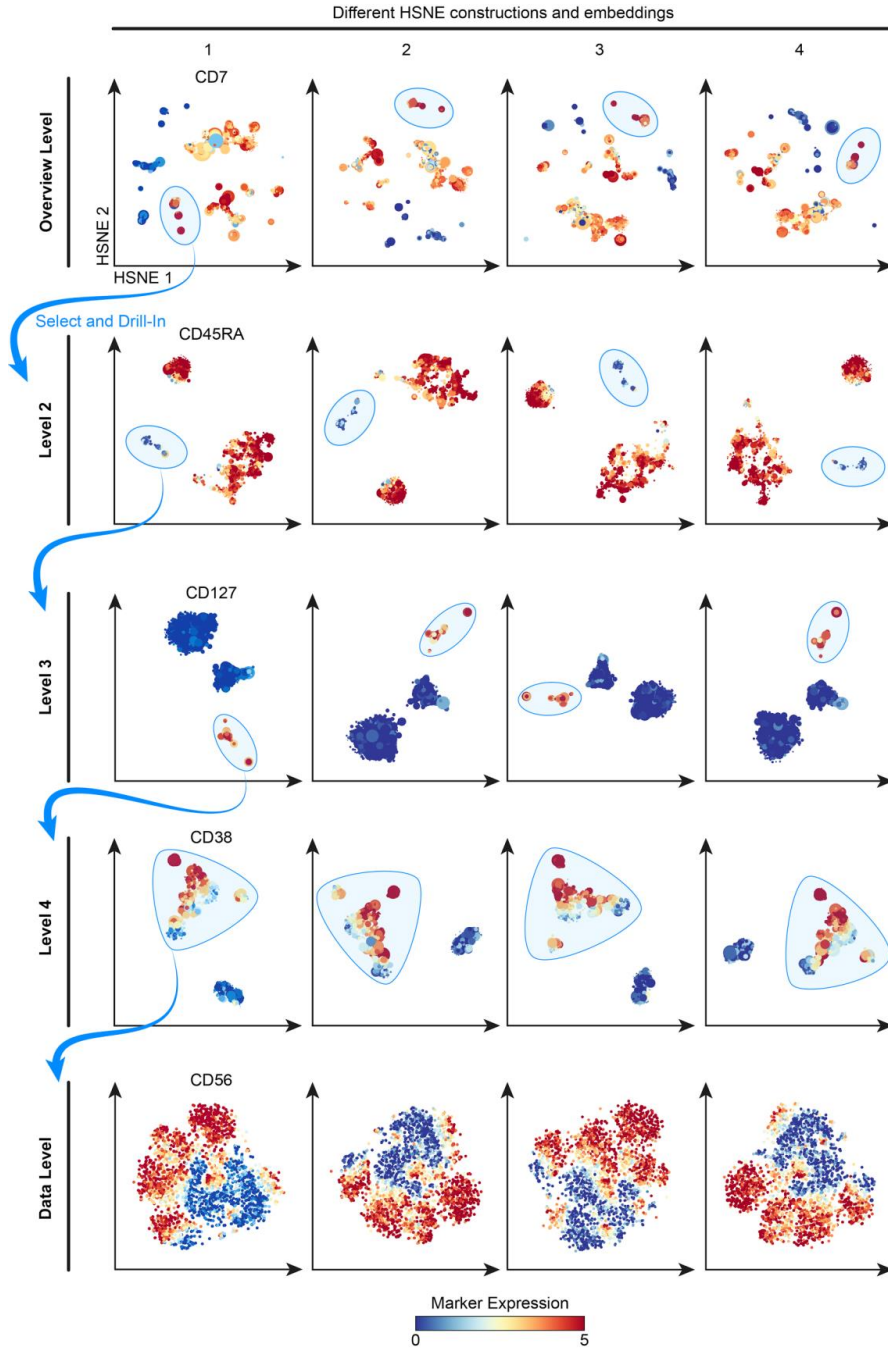 Different HSNE constructions and embeddings
1 2 3 4
Overview Level
CD7
HSNE 2
HSNE 1
Select and Drill-In
Level 2
CD45RA
Level 3
CD127
Level 4
CD38
Data Level
CD56
Marker Expression
0 5